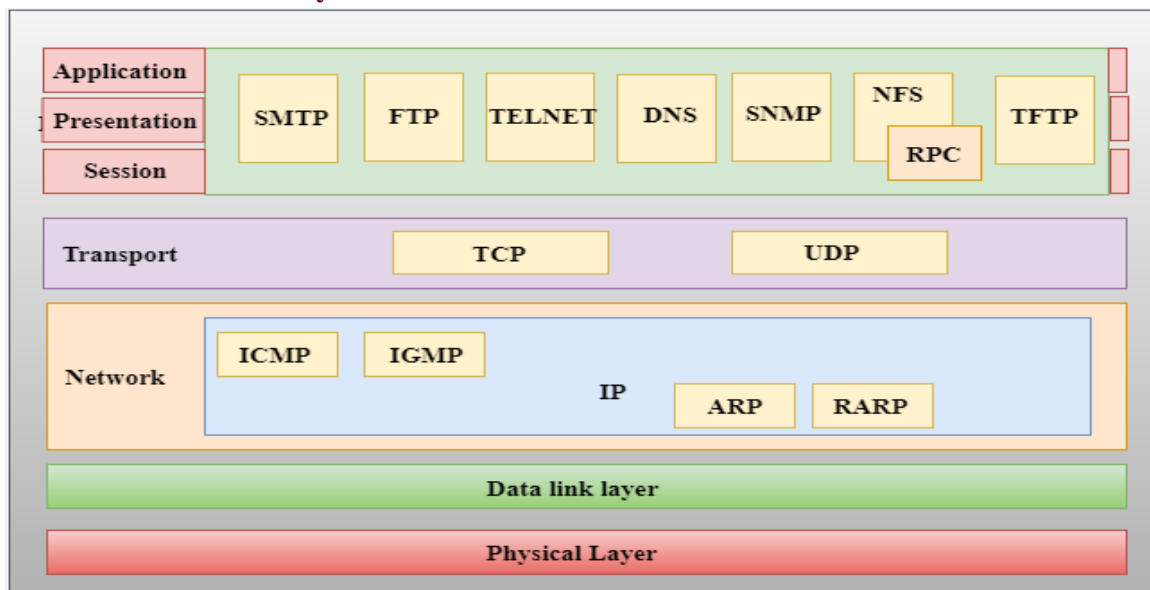 Application
Presentation
Session
SMTP FTP TELNET DNS SNMP NFS RPC TFTP
Transport TCP UDP
Network
ICMP IGMP
IP
ARP RARP
Data link layer
Physical Layer